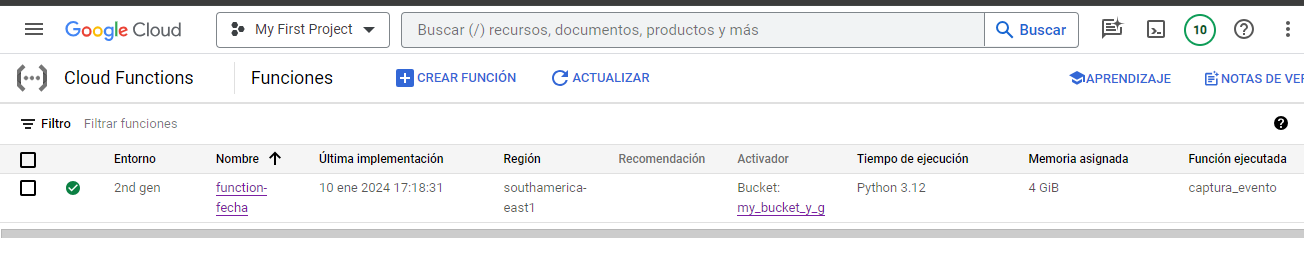 Google Cloud My First Project Buscar (/) recursos, documentos, productos y más Buscar 10
Cloud Functions Funciones CREAR FUNCIÓN ACTUALIZAR APRENDIZAJE NOTAS DE VER
Filtro Filtrar funciones
Entorno Nombre Última implementación Región Recomendación Activador Tiempo de ejecución Memoria asignada Función ejecutada
2nd gen function- 10 ene 2024 17:18:31 southamerica- Bucket: Python 3.12 4 GiB captura_evento
fecha east1 my_bucket_y_g